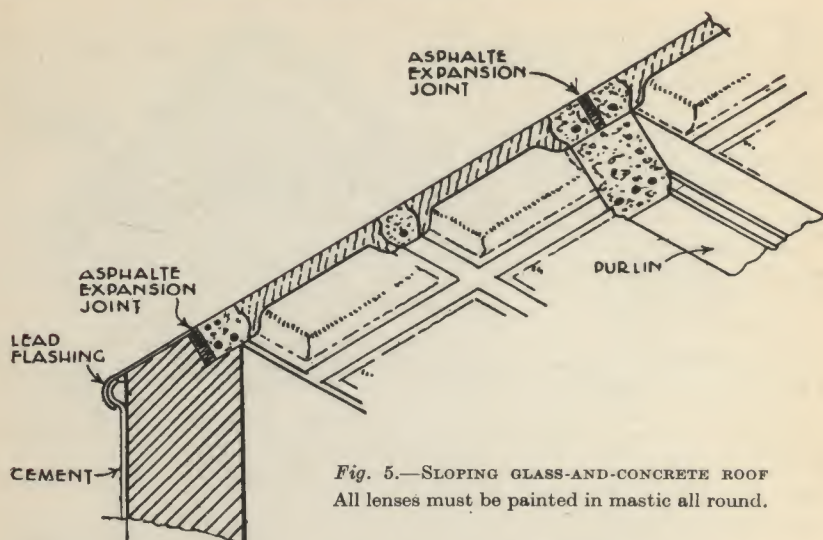 ASPHALTE
EXPANSION
JOINT
ASPHALTE
EXPANSION
JOINT
PURLIN
LEAD
FLASHING
CEMENT
Fig. 5.—SLOPING GLASS-AND-CONCRETE ROOF
All lenses must be painted in mastic all round.